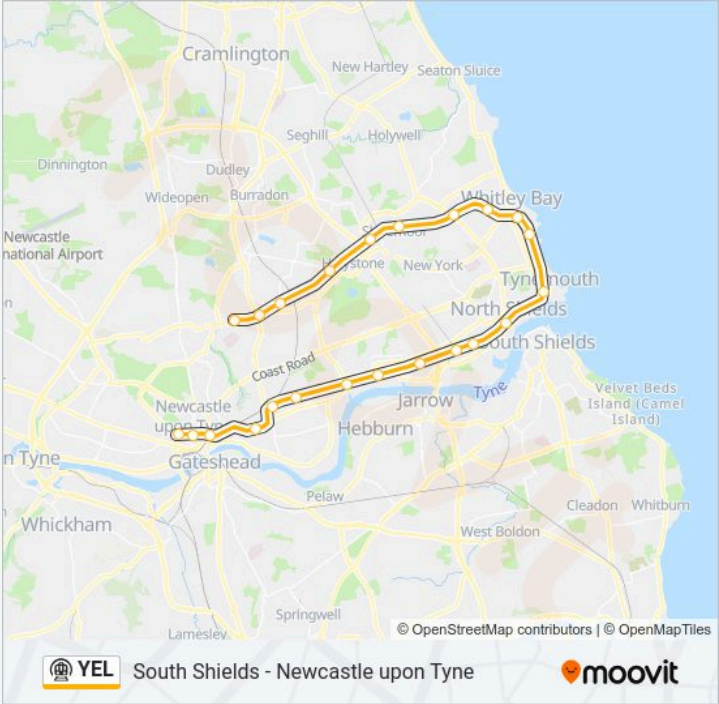 Cramlington
New Hartley
Seaton Sluice
Seghill
Holywell
Dinnington
Dudley
Wideopen
Burradon
Whitley Bay
Newcastle
national Airport
New York
Tynemouth
North Shields
South Shields
Coast Road
Tyne
Velvet Beds
Island (Camel
Island)
Jarrow
Newcastle
upon Tyne
Hebburn
n Tyne
Gateshead
Pelaw
Cleadon
Whitburn
Whickham
West Boldon
Springwell
Lamesley
© OpenStreetMap contributors | © OpenMapTiles
YEL
South Shields - Newcastle upon Tyne
moovit